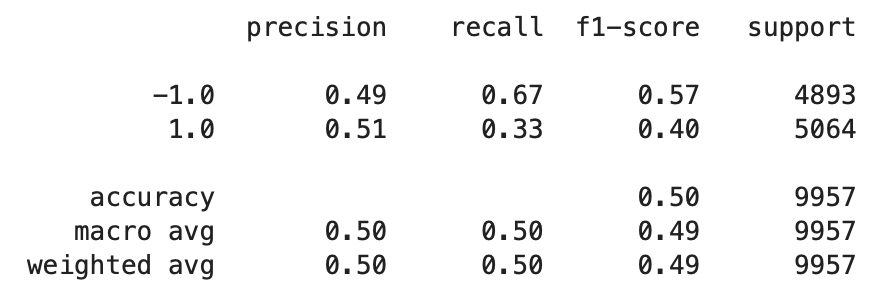 precision recall f1-score support
-1.0 0.49 0.67 0.57 4893
1.0 0.51 0.33 0.40 5064
accuracy 0.50 9957
macro avg 0.50 0.50 0.49 9957
weighted avg 0.50 0.50 0.49 9957